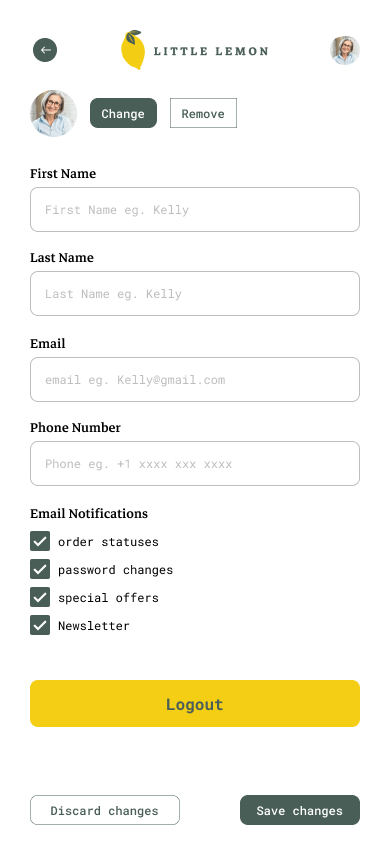 LITTLE LEMON
Change
Remove
First Name
First Name eg. Kelly
Last Name
Last Name eg. Kelly
Email
email eg. Kelly@gmail.com
Phone Number
Phone eg. +1 xxxx xxx xxxx
Email Notifications
order statuses
password changes
special offers
Newsletter
Logout
Discard changes
Save changes